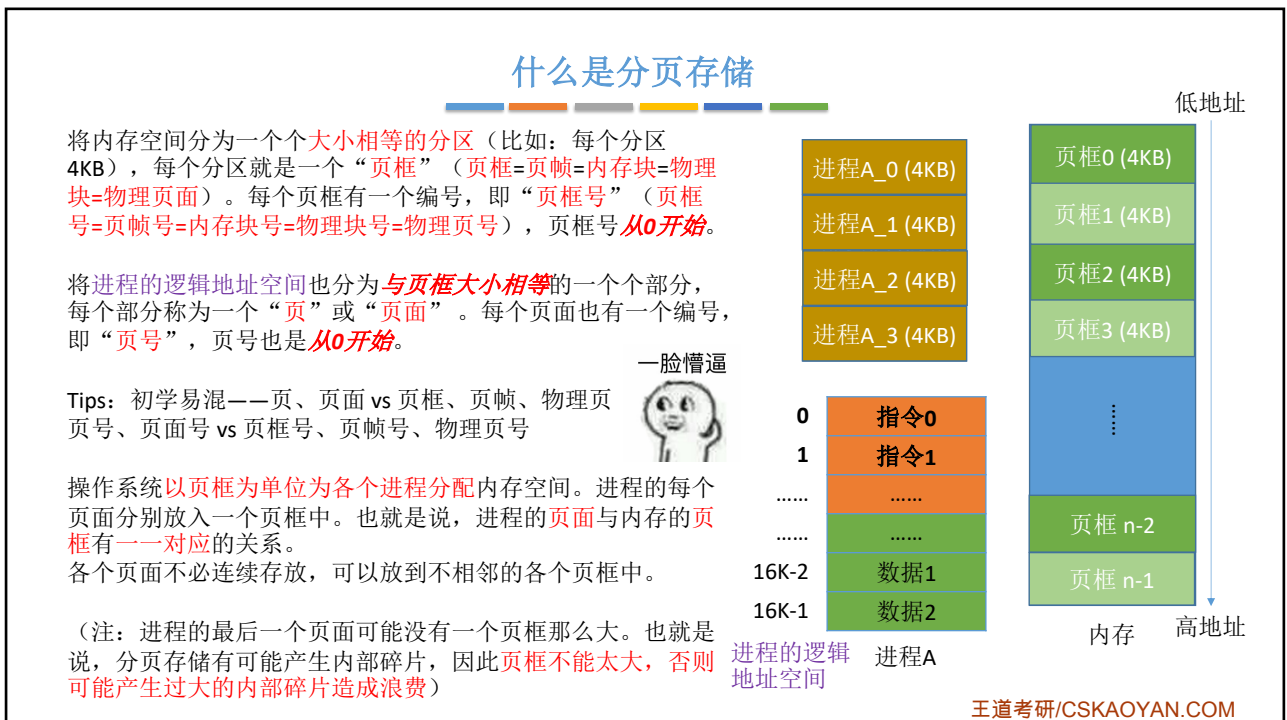 什么是分页存储
将内存空间分为一个个大小相等的分区（比如：每个分区
4KB），每个分区就是一个“页框”（页框=页帧=内存块=物理
块=物理页面）。每个页框有一个编号，即“页框号”（页框
号=页帧号=内存块号=物理块号=物理页号），页框号从0开始。
将进程的逻辑地址空间也分为与页框大小相等的一个个部分，
每个部分称为一个“页”或“页面” 。每个页面也有一个编号，
即“页号”，页号也是从0开始。
一脸懵逼
Tips：初学易混——页、页面 vs 页框、页帧、物理页
页号、页面号 vs 页框号、页帧号、物理页号
操作系统以页框为单位为各个进程分配内存空间。进程的每个
页面分别放入一个页框中。也就是说，进程的页面与内存的页
框有一一对应的关系。
各个页面不必连续存放，可以放到不相邻的各个页框中。
（注：进程的最后一个页面可能没有一个页框那么大。也就是
说，分页存储有可能产生内部碎片，因此页框不能太大，否则
可能产生过大的内部碎片造成浪费）
进程A_0 (4KB)
进程A_1 (4KB)
进程A_2 (4KB)
进程A_3 (4KB)
0 指令0
1 指令1
…… ……
…… ……
16K-2 数据1
16K-1 数据2
进程的逻辑
地址空间
进程A
低地址
页框0 (4KB)
页框1 (4KB)
页框2 (4KB)
页框3 (4KB)
……
页框 n-2
页框 n-1
内存
高地址
王道考研/CSKAOYAN.COM